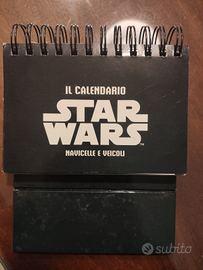 IL CALENDARIO
STAR
WARS
NAVICELLE E VEICOLI
subito